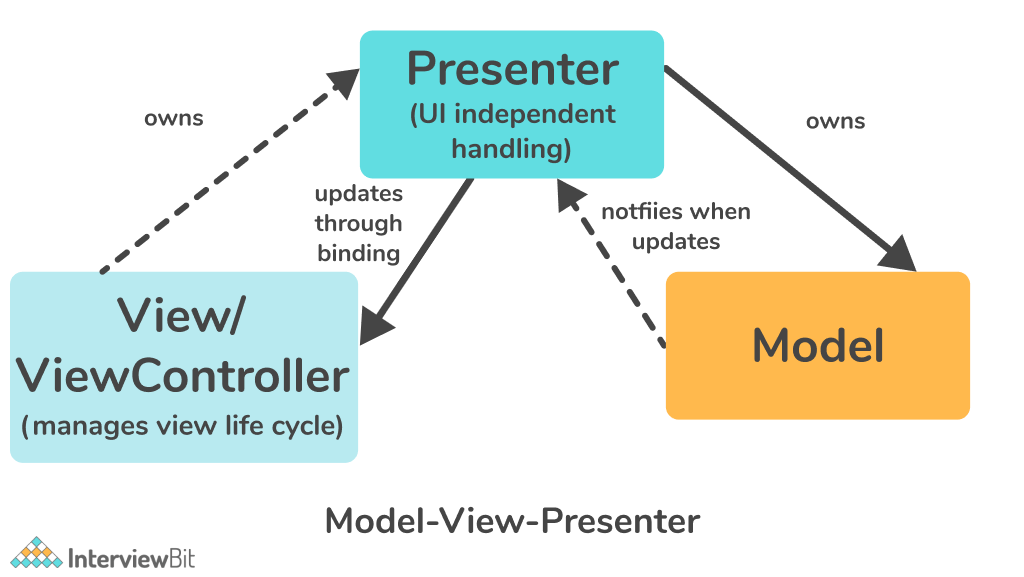 Presenter
(UI independent
handling)
owns
owns
updates
through
binding
notfiies when
updates
View/
ViewController
(manages view life cycle)
Model
Model-View-Presenter
InterviewBit